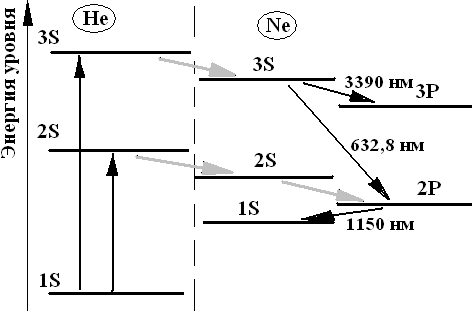 Энергия уровня
He
Ne
3S
3S
3390 нм
3P
2S
632,8 нм
2S
2P
1S
1150 нм
1S